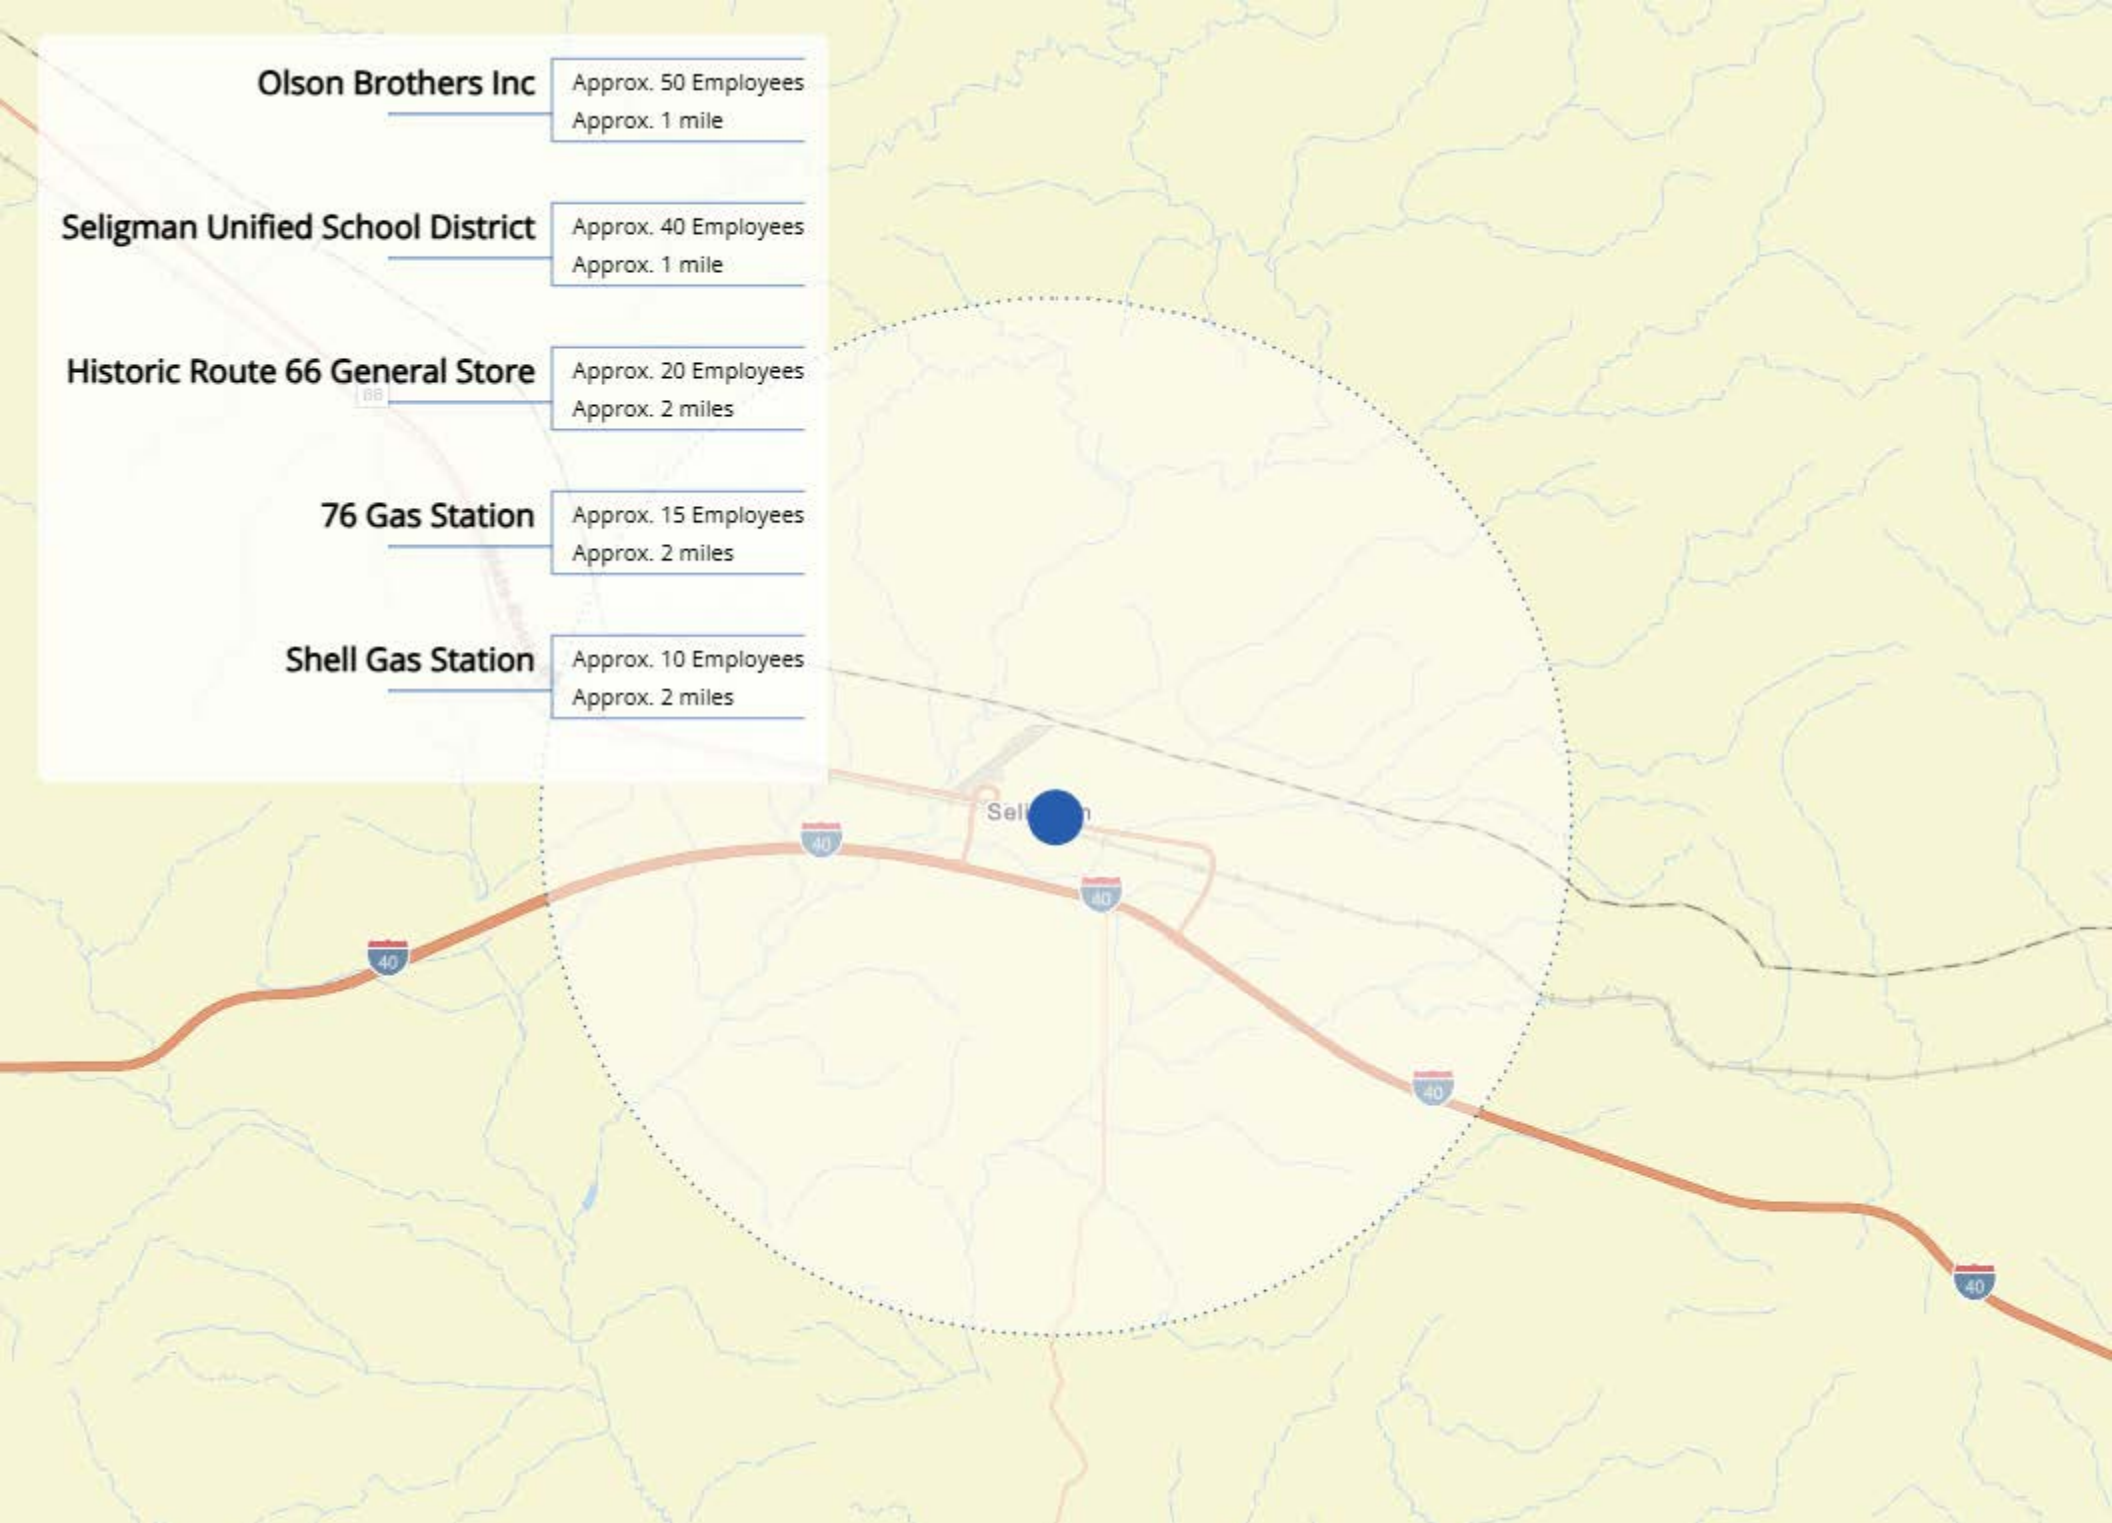 Olson Brothers Inc
Approx. 50 Employees
Approx. 1 mile
Seligman Unified School District
Approx. 40 Employees
Approx. 1 mile
Historic Route 66 General Store
Approx. 20 Employees
Approx. 2 miles
66
76 Gas Station
Approx. 15 Employees
Approx. 2 miles
Shell Gas Station
Approx. 10 Employees
Approx. 2 miles
40
40
40
40
40